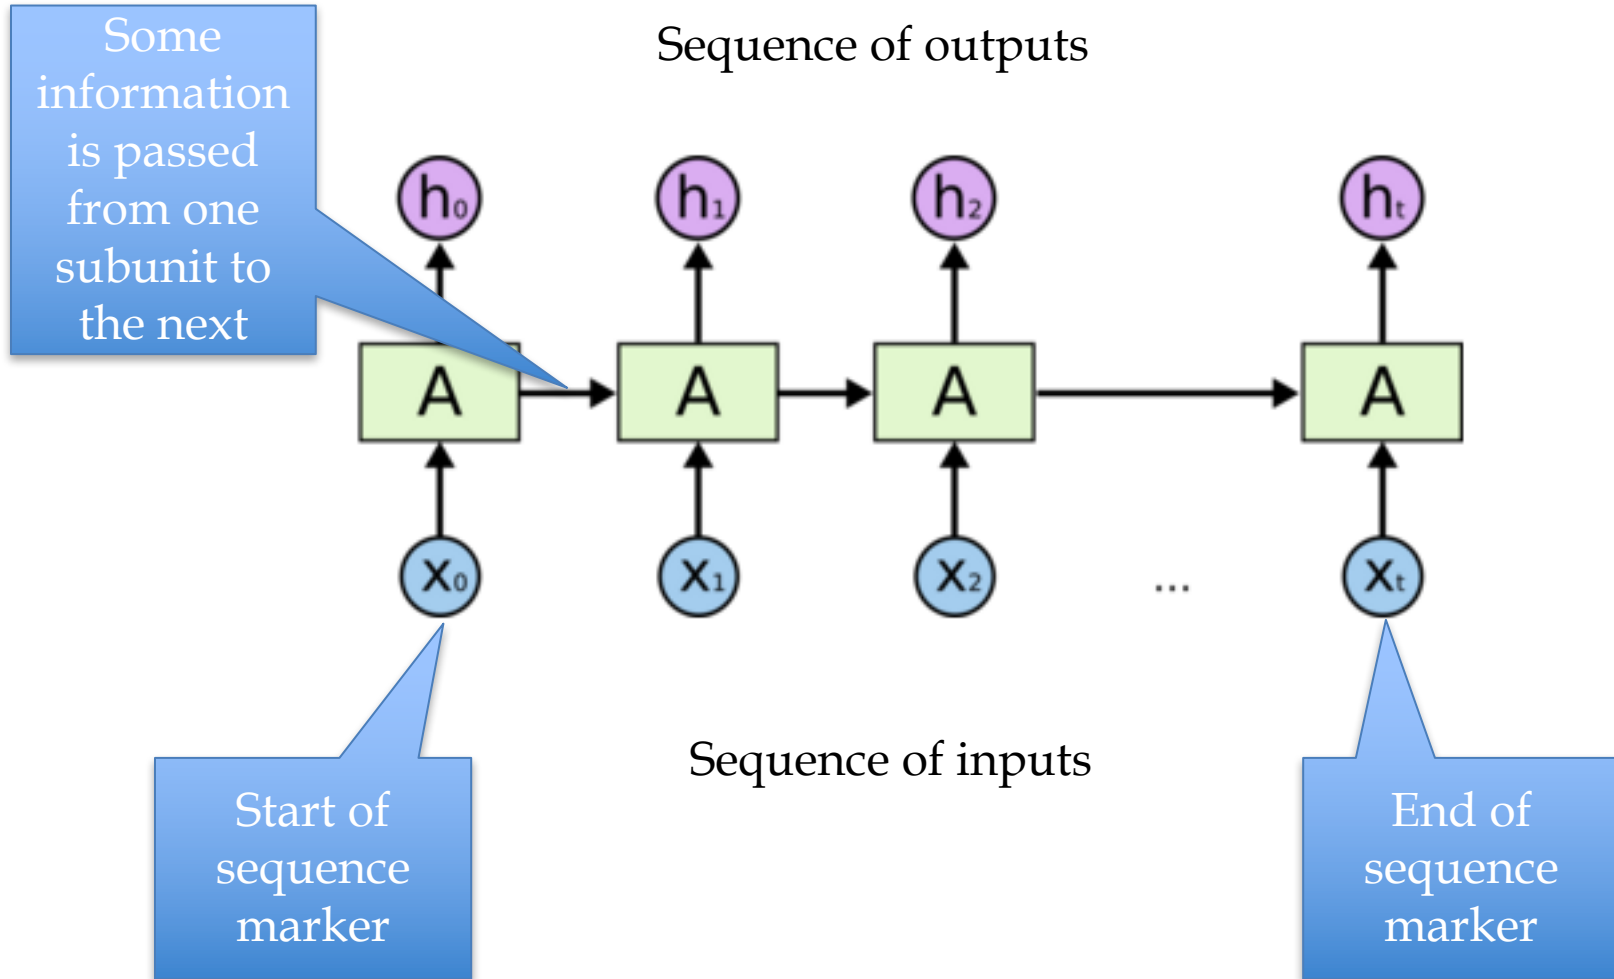 Some
information
is passed
from one
subunit to
the next
Sequence of outputs
h₀ h₁ h₂ hₜ
A A A A
x₀ x₁ x₂ ... xₜ
Sequence of inputs
Start of
sequence
marker
End of
sequence
marker